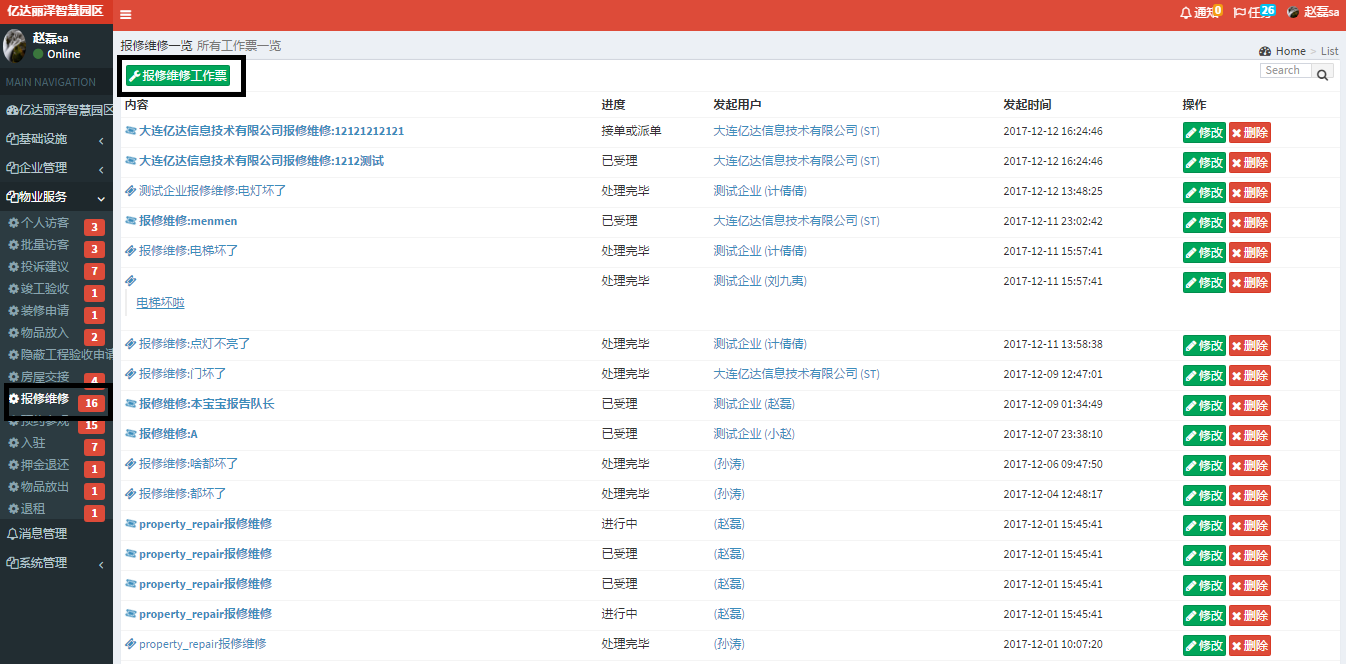 亿达丽泽智慧园区
通知 0 任务 26 赵磊sa
赵磊sa
Online
MAIN NAVIGATION
亿达丽泽智慧园区
基础设施
企业管理
物业服务
个人访客 3
批量访客 3
投诉建议 7
竣工验收 1
装修申请 1
物品放入 2
隐蔽工程验收申请
房屋交接 4
报修维修 16
15
入驻 7
押金退还 1
物品放出 1
退租 1
消息管理
系统管理
报修维修一览 所有工作票一览
Home > List
报修维修工作票
Search
内容 进度 发起用户 发起时间 操作
大连亿达信息技术有限公司报修维修:12121212121 接单或派单 大连亿达信息技术有限公司 (ST) 2017-12-12 16:24:46 修改 删除
大连亿达信息技术有限公司报修维修:1212测试 已受理 大连亿达信息技术有限公司 (ST) 2017-12-12 16:24:46 修改 删除
测试企业报修维修:电灯坏了 处理完毕 测试企业 (计倩倩) 2017-12-12 13:48:25 修改 删除
报修维修:menmen 已受理 大连亿达信息技术有限公司 (ST) 2017-12-11 23:02:42 修改 删除
报修维修:电梯坏了 处理完毕 测试企业 (计倩倩) 2017-12-11 15:57:41 修改 删除
处理完毕 测试企业 (刘九夷) 2017-12-11 15:57:41 修改 删除
电梯坏啦
报修维修:点灯不亮了 处理完毕 测试企业 (计倩倩) 2017-12-11 13:58:38 修改 删除
报修维修:门坏了 处理完毕 大连亿达信息技术有限公司 (ST) 2017-12-09 12:47:01 修改 删除
报修维修:本宝宝报告队长 已受理 测试企业 (赵磊) 2017-12-09 01:34:49 修改 删除
报修维修:A 已受理 测试企业 (小赵) 2017-12-07 23:38:10 修改 删除
报修维修:啥都坏了 处理完毕 (孙涛) 2017-12-06 09:47:50 修改 删除
报修维修:都坏了 处理完毕 (孙涛) 2017-12-04 12:48:17 修改 删除
property_repair报修维修 进行中 (赵磊) 2017-12-01 15:45:41 修改 删除
property_repair报修维修 已受理 (赵磊) 2017-12-01 15:45:41 修改 删除
property_repair报修维修 已受理 (赵磊) 2017-12-01 15:45:41 修改 删除
property_repair报修维修 进行中 (赵磊) 2017-12-01 15:45:41 修改 删除
property_repair报修维修 处理完毕 (孙涛) 2017-12-01 10:07:20 修改 删除